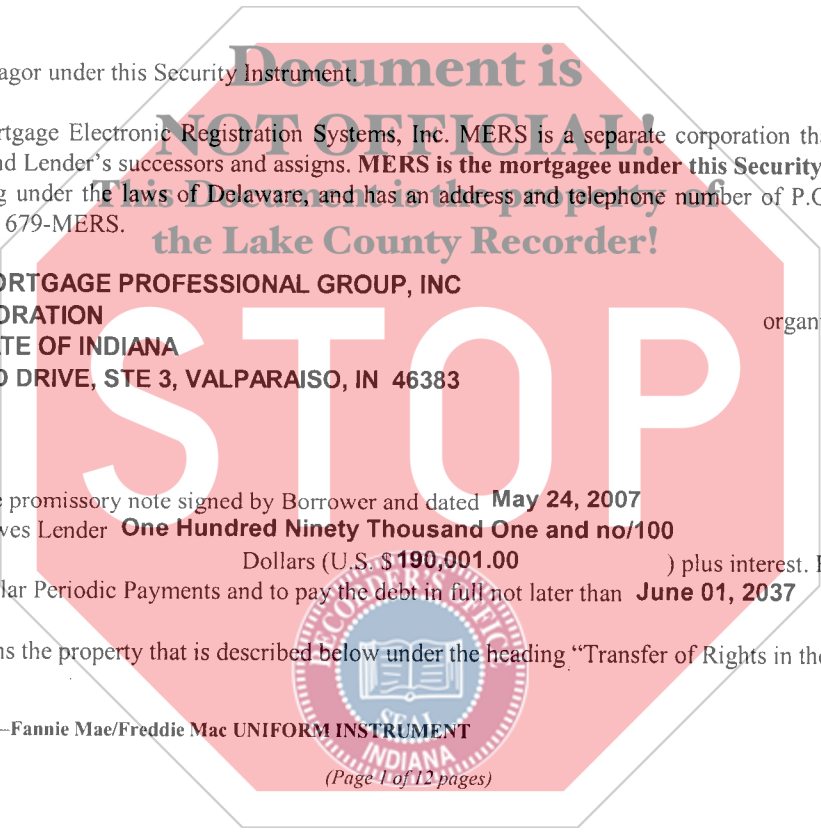 Document is
agor under this Security Instrument.
NOT OFFICIAL!
rtgage Electronic Registration Systems, Inc. MERS is a separate corporation tha
nd Lender's successors and assigns. MERS is the mortgagee under this Security
This Document is the property of
g under the laws of Delaware, and has an address and telephone number of P.O
679-MERS.
the Lake County Recorder!
ORTGAGE PROFESSIONAL GROUP, INC
ORATION
organi
TE OF INDIANA
D DRIVE, STE 3, VALPARAISO, IN 46383
STOP
e promissory note signed by Borrower and dated May 24, 2007
ves Lender One Hundred Ninety Thousand One and no/100
Dollars (U.S. $190,001.00 ) plus interest. B
lar Periodic Payments and to pay the debt in full not later than June 01, 2037
ns the property that is described below under the heading "Transfer of Rights in the
RECORDER'S OFFICE
SEAL
INDIANA
–Fannie Mae/Freddie Mac UNIFORM INSTRUMENT
(Page 1 of 12 pages)